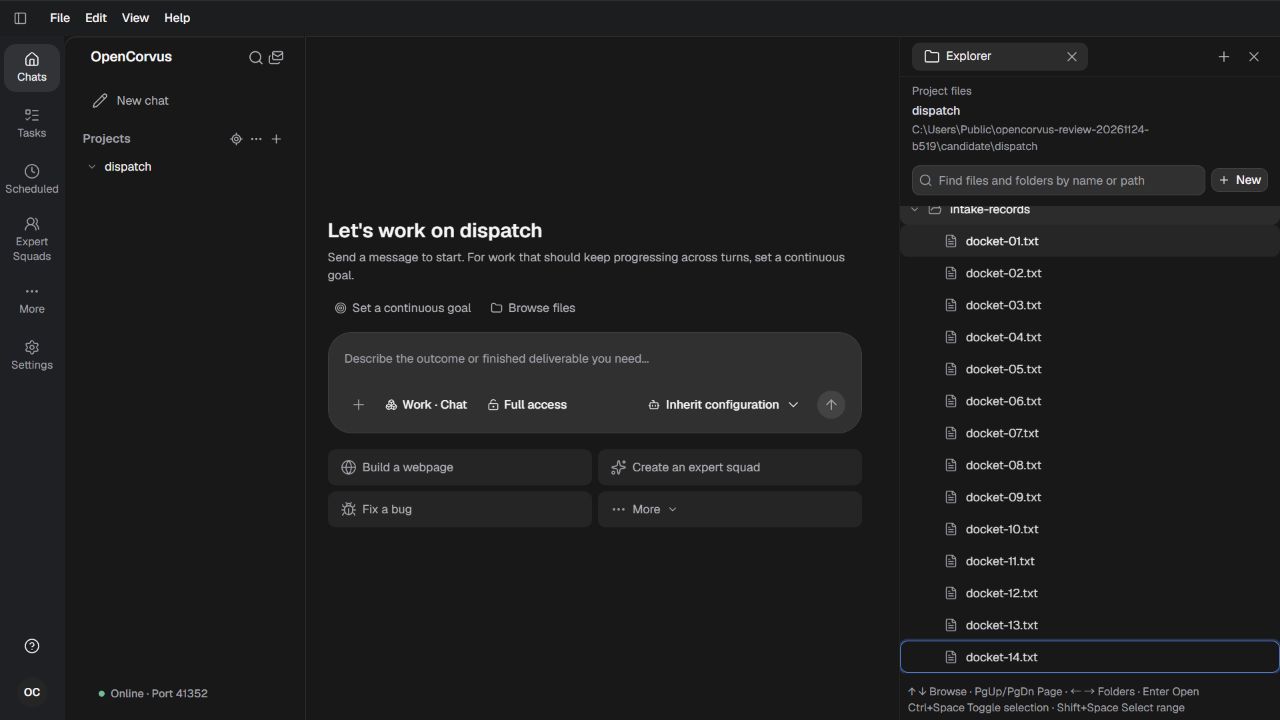 File Edit View Help
Chats
Tasks
Scheduled
Expert
Squads
More
Settings
OC
OpenCorvus
New chat
Projects
dispatch
Online · Port 41352
Let's work on dispatch
Send a message to start. For work that should keep progressing across turns, set a continuous
goal.
Set a continuous goal Browse files
Describe the outcome or finished deliverable you need...
Work · Chat Full access Inherit configuration
Build a webpage Create an expert squad
Fix a bug More
Explorer
Project files
dispatch
C:\Users\Public\opencorvus-review-20261124-
b519\candidate\dispatch
Find files and folders by name or path New
intake-records
docket-01.txt
docket-02.txt
docket-03.txt
docket-04.txt
docket-05.txt
docket-06.txt
docket-07.txt
docket-08.txt
docket-09.txt
docket-10.txt
docket-11.txt
docket-12.txt
docket-13.txt
docket-14.txt
↑↓ Browse · PgUp/PgDn Page · ←→ Folders · Enter Open
Ctrl+Space Toggle selection · Shift+Space Select range